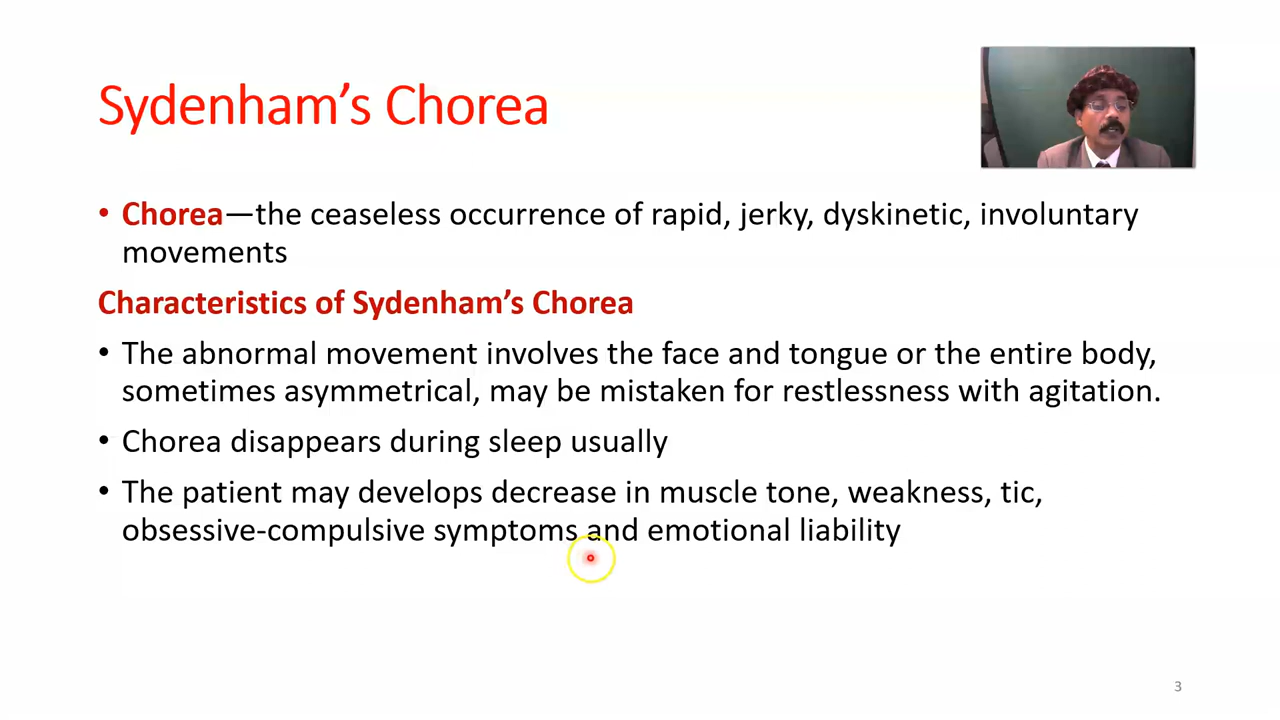 Sydenham’s Chorea
• Chorea—the ceaseless occurrence of rapid, jerky, dyskinetic, involuntary
movements
Characteristics of Sydenham’s Chorea
• The abnormal movement involves the face and tongue or the entire body,
sometimes asymmetrical, may be mistaken for restlessness with agitation.
• Chorea disappears during sleep usually
• The patient may develops decrease in muscle tone, weakness, tic,
obsessive-compulsive symptoms and emotional liability
3